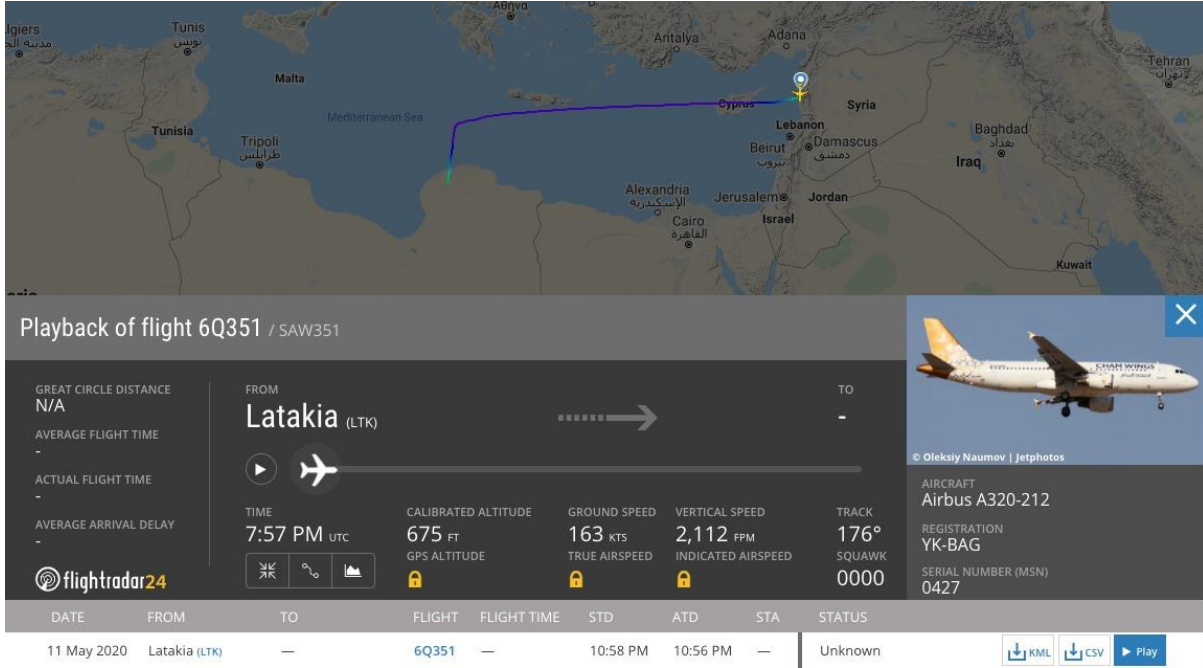 Αθήνα
Algiers
مدينة الج
Tunis
تونس
Antalya
Adana
Tehran
تهران
Malta
Mediterranean Sea
Cyprus
Syria
Tunisia
Tripoli
طرابلس
Lebanon
Baghdad
بغداد
Beirut
بيروت
Damascus
دمشق
Iraq
Alexandria
الإسكندرية
Jerusalem
Jordan
Cairo
القاهرة
Israel
Kuwait
Playback of flight 6Q351 / SAW351
GREAT CIRCLE DISTANCE
N/A
AVERAGE FLIGHT TIME
-
ACTUAL FLIGHT TIME
-
AVERAGE ARRIVAL DELAY
-
flightradar24
FROM
Latakia (LTK)
TO
-
TIME
7:57 PM UTC
CALIBRATED ALTITUDE
675 FT
GPS ALTITUDE
GROUND SPEED
163 KTS
TRUE AIRSPEED
VERTICAL SPEED
2,112 FPM
INDICATED AIRSPEED
TRACK
176°
SQUAWK
0000
CHAM WINGS
© Oleksiy Naumov | Jetphotos
AIRCRAFT
Airbus A320-212
REGISTRATION
YK-BAG
SERIAL NUMBER (MSN)
0427
DATE FROM TO FLIGHT FLIGHT TIME STD ATD STA STATUS
11 May 2020 Latakia (LTK) — 6Q351 — 10:58 PM 10:56 PM — Unknown KML CSV Play